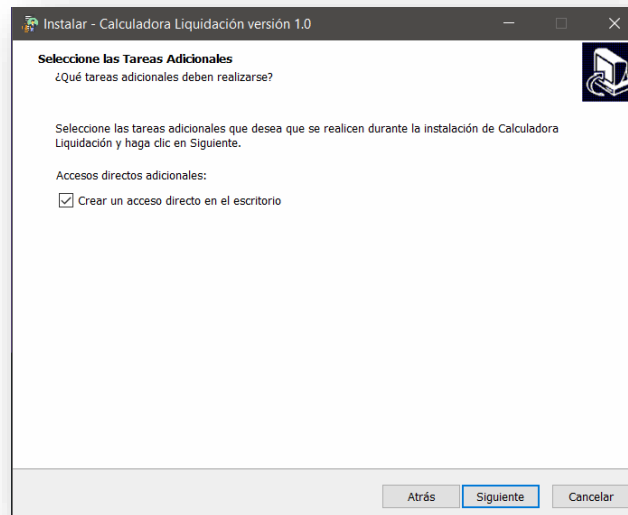 Instalar - Calculadora Liquidación versión 1.0
Seleccione las Tareas Adicionales
¿Qué tareas adicionales deben realizarse?
Seleccione las tareas adicionales que desea que se realicen durante la instalación de Calculadora
Liquidación y haga clic en Siguiente.
Accesos directos adicionales:
Crear un acceso directo en el escritorio
Atrás Siguiente Cancelar